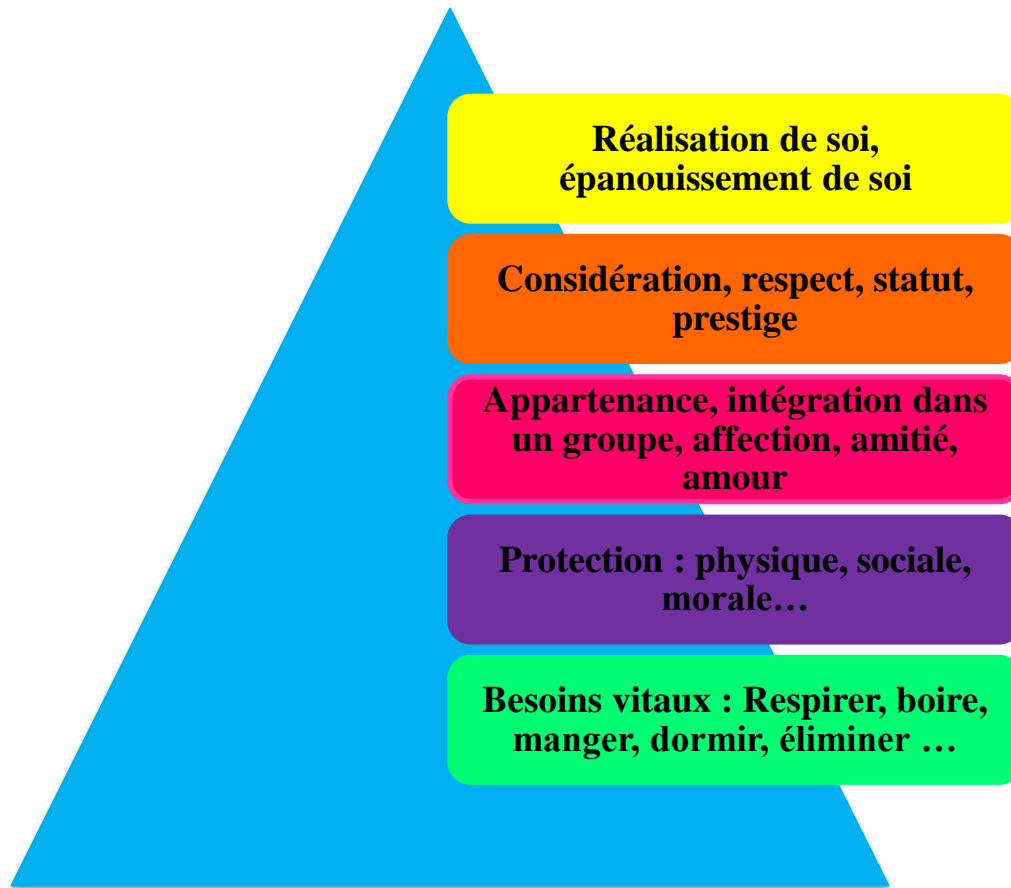 Réalisation de soi,
épanouissement de soi
Considération, respect, statut,
prestige
Appartenance, intégration dans
un groupe, affection, amitié,
amour
Protection : physique, sociale,
morale…
Besoins vitaux : Respirer, boire,
manger, dormir, éliminer …